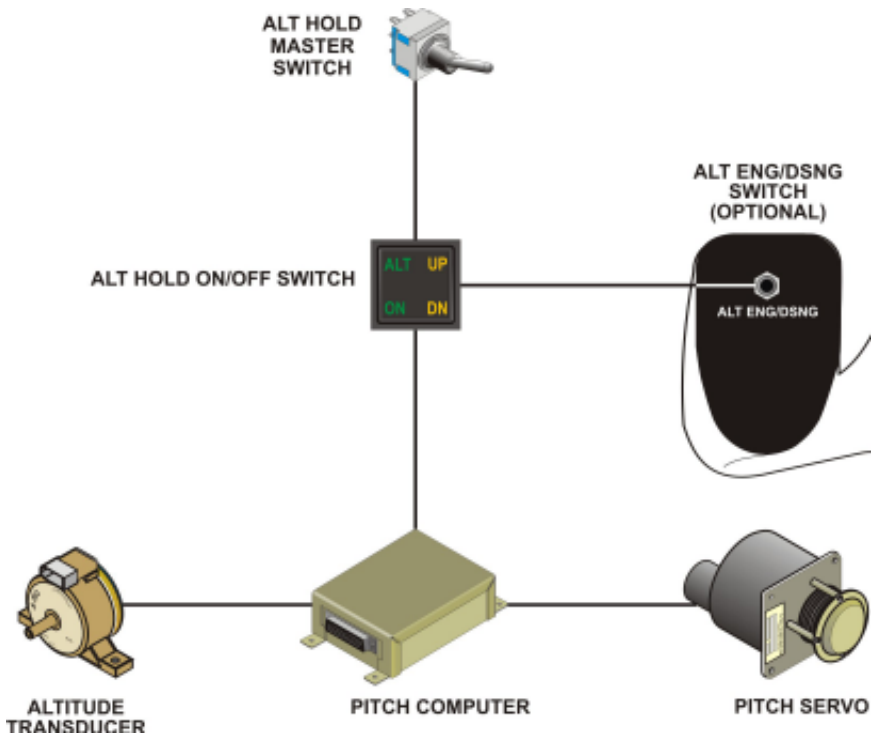 ALT HOLD
MASTER
SWITCH
ALT ENG/DSNG
SWITCH
(OPTIONAL)
ALT HOLD ON/OFF SWITCH
ALT UP
ON DN
ALT ENG/DSNG
ALTITUDE
TRANSDUCER
PITCH COMPUTER
PITCH SERVO